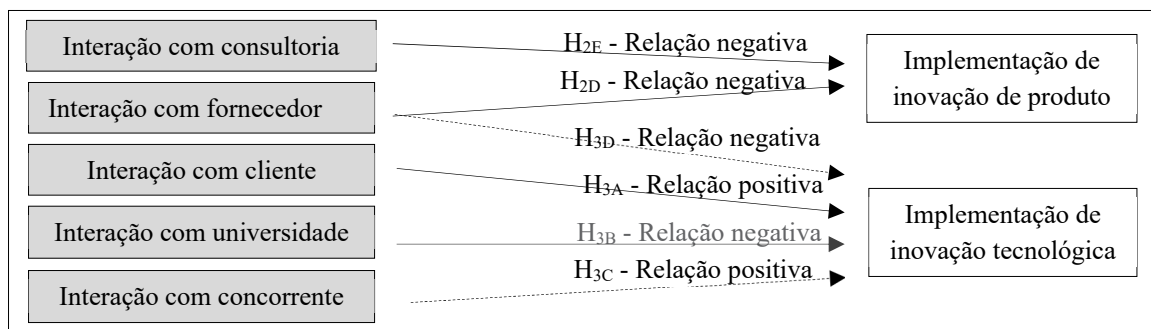 Interação com consultoria
Interação com fornecedor
Interação com cliente
Interação com universidade
Interação com concorrente
H2E - Relação negativa
H2D - Relação negativa
H3D - Relação negativa
H3A - Relação positiva
H3B - Relação negativa
H3C - Relação positiva
Implementação de
inovação de produto
Implementação de
inovação tecnológica